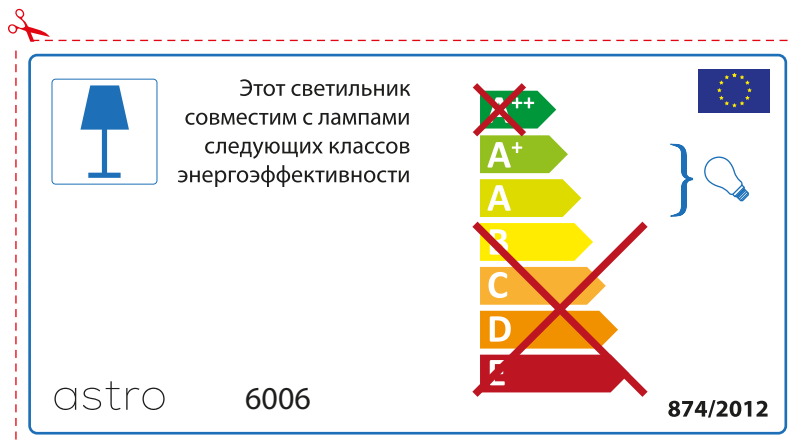 Этот светильник
совместим с лампами
следующих классов
энергоэффективности
A++
A+
A
B
C
D
E
astro
6006
874/2012